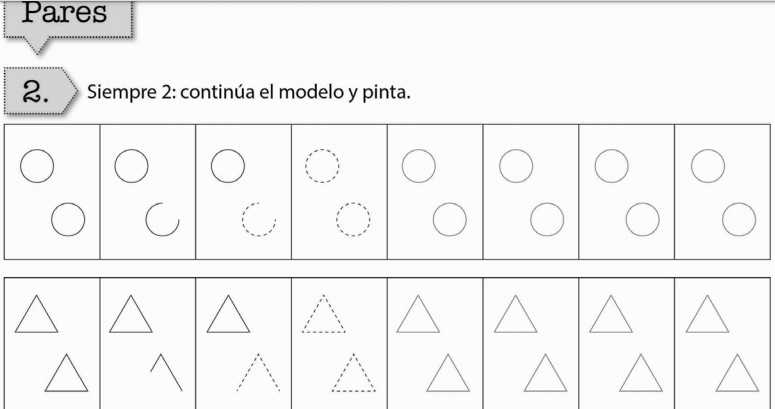 Pares
2.
Siempre 2: continúa el modelo y pinta.